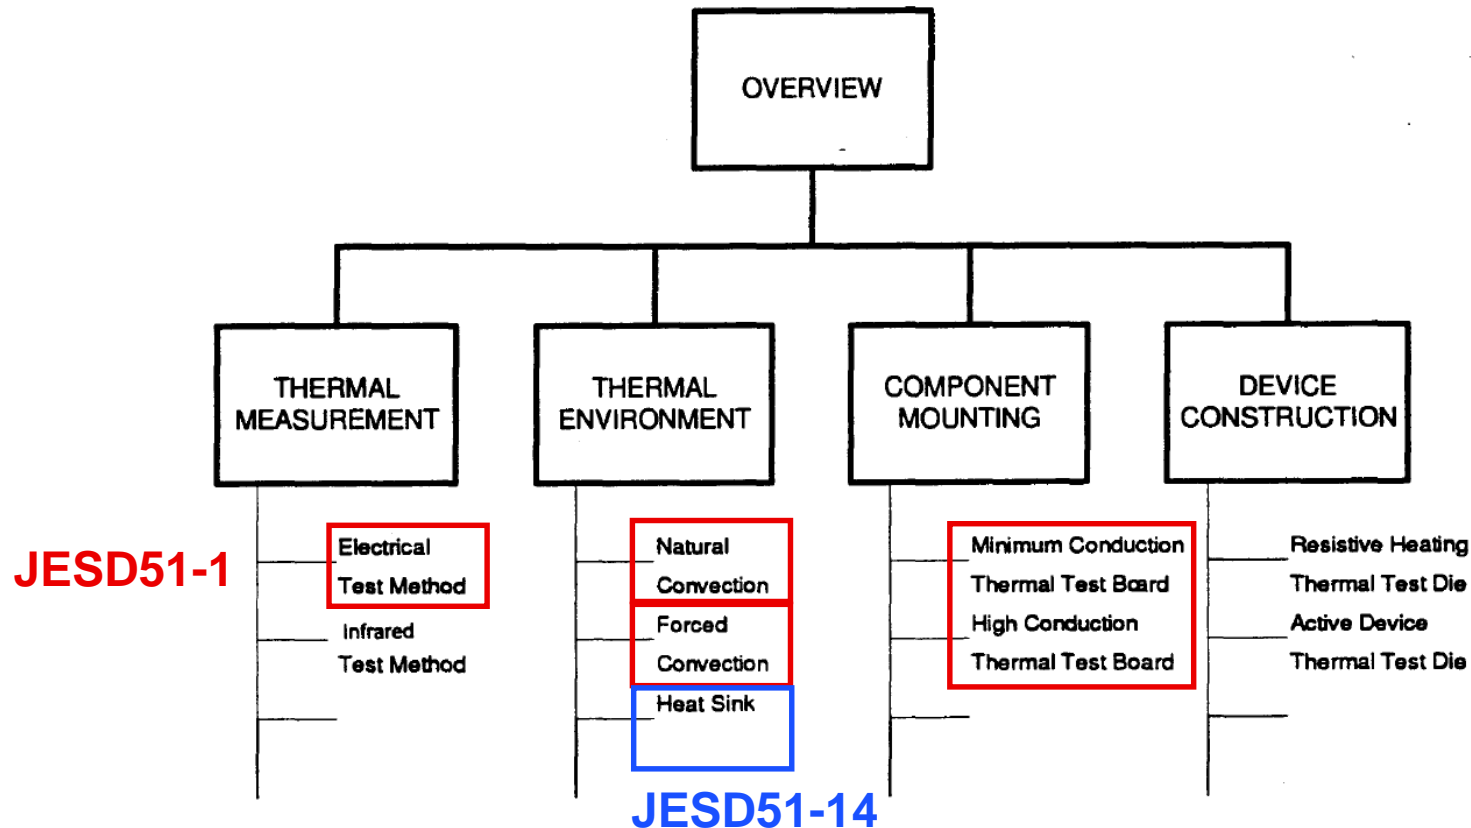 OVERVIEW
THERMAL
MEASUREMENT
THERMAL
ENVIRONMENT
COMPONENT
MOUNTING
DEVICE
CONSTRUCTION
JESD51-1
Electrical
Test Method
Infrared
Test Method
Natural
Convection
Forced
Convection
Heat Sink
JESD51-14
Minimum Conduction
Thermal Test Board
High Conduction
Thermal Test Board
Resistive Heating
Thermal Test Die
Active Device
Thermal Test Die